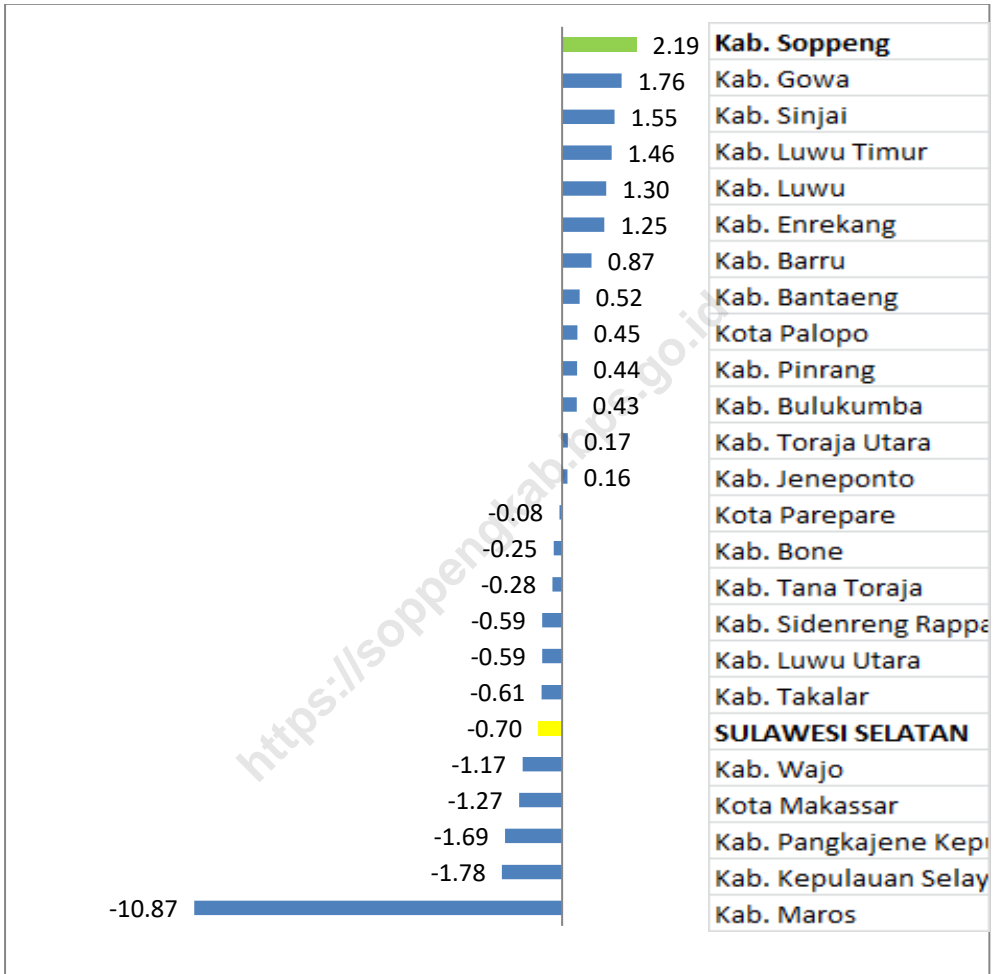 2.19 Kab. Soppeng
1.76 Kab. Gowa
1.55 Kab. Sinjai
1.46 Kab. Luwu Timur
1.30 Kab. Luwu
1.25 Kab. Enrekang
0.87 Kab. Barru
0.52 Kab. Bantaeng
0.45 Kota Palopo
0.44 Kab. Pinrang
0.43 Kab. Bulukumba
0.17 Kab. Toraja Utara
0.16 Kab. Jeneponto
-0.08 Kota Parepare
-0.25 Kab. Bone
-0.28 Kab. Tana Toraja
-0.59 Kab. Sidenreng Rappa
-0.59 Kab. Luwu Utara
-0.61 Kab. Takalar
-0.70 SULAWESI SELATAN
-1.17 Kab. Wajo
-1.27 Kota Makassar
-1.69 Kab. Pangkajene Kepu
-1.78 Kab. Kepulauan Selay
-10.87 Kab. Maros
https://soppengkab.bps.go.id